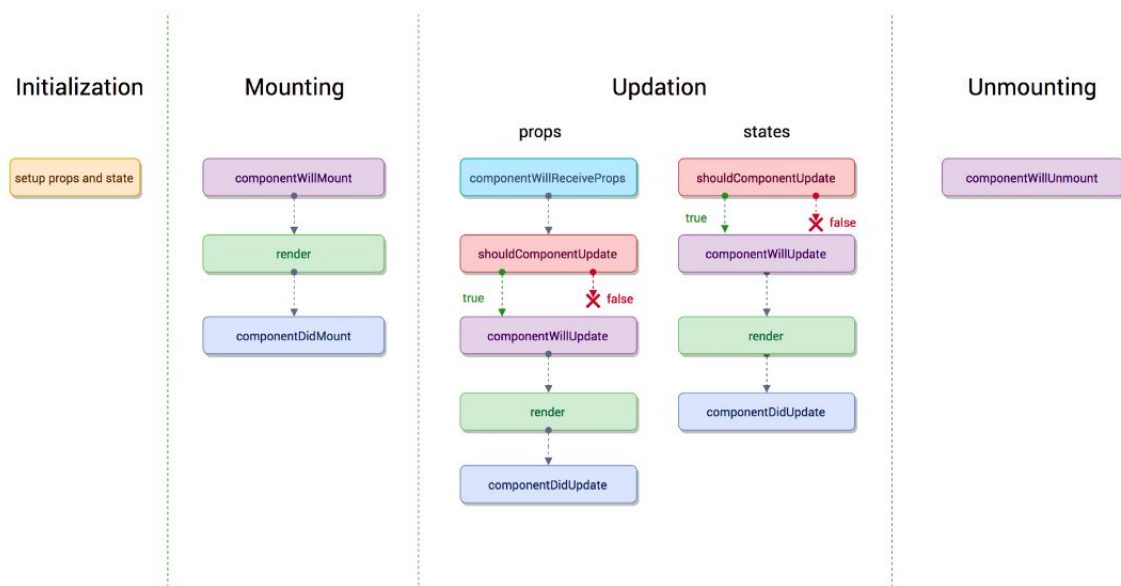 Initialization
Mounting
Updation
Unmounting
props
states
setup props and state
componentWillMount
componentWillReceiveProps
shouldComponentUpdate
componentWillUnmount
true
false
render
shouldComponentUpdate
componentWillUpdate
true
false
componentDidMount
componentWillUpdate
render
render
componentDidUpdate
componentDidUpdate